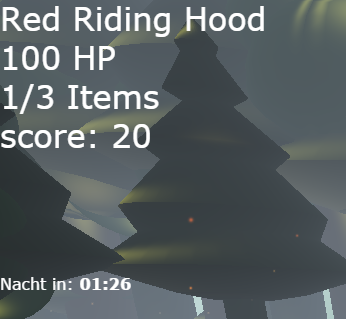 Red Riding Hood
100 HP
1/3 Items
score: 20
Nacht in: 01:26